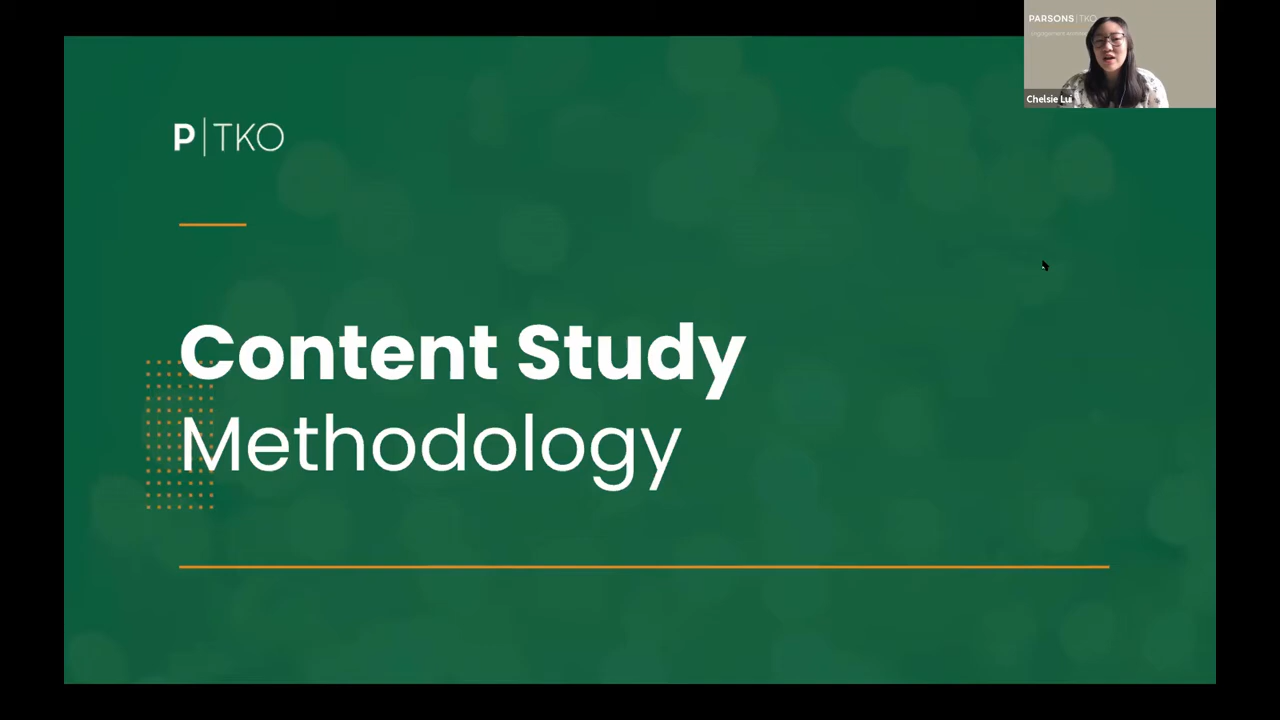 PARSONS|TKO
Chelsie Lui
P|TKO
Content Study
Methodology